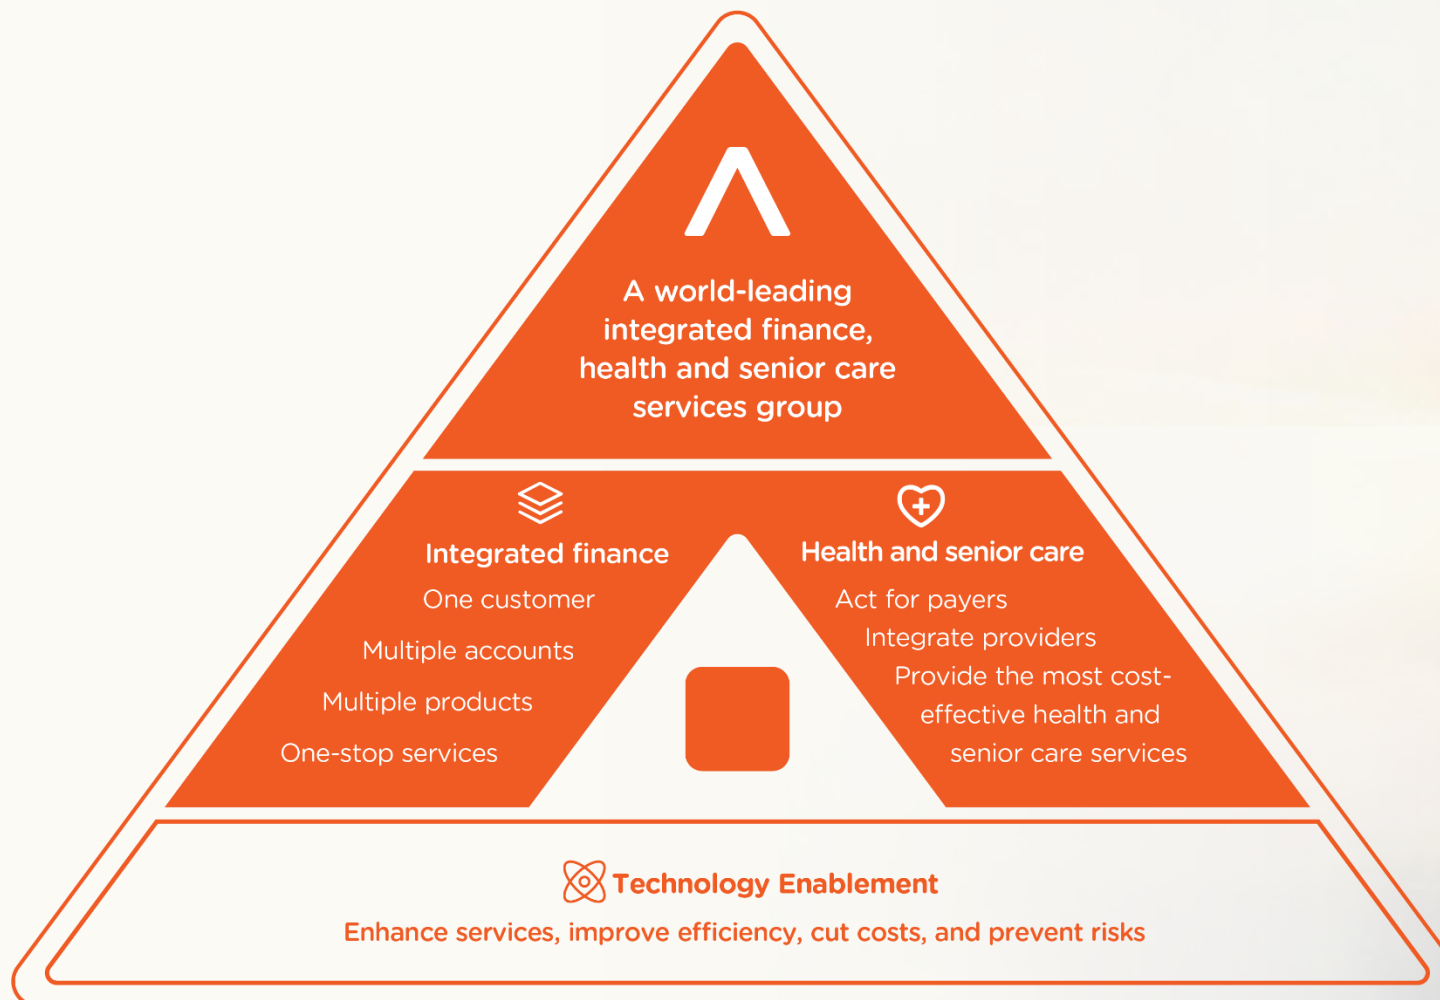 A world-leading
integrated finance,
health and senior care
services group
Integrated finance
One customer
Multiple accounts
Multiple products
One-stop services
Health and senior care
Act for payers
Integrate providers
Provide the most cost-
effective health and
senior care services
Technology Enablement
Enhance services, improve efficiency, cut costs, and prevent risks